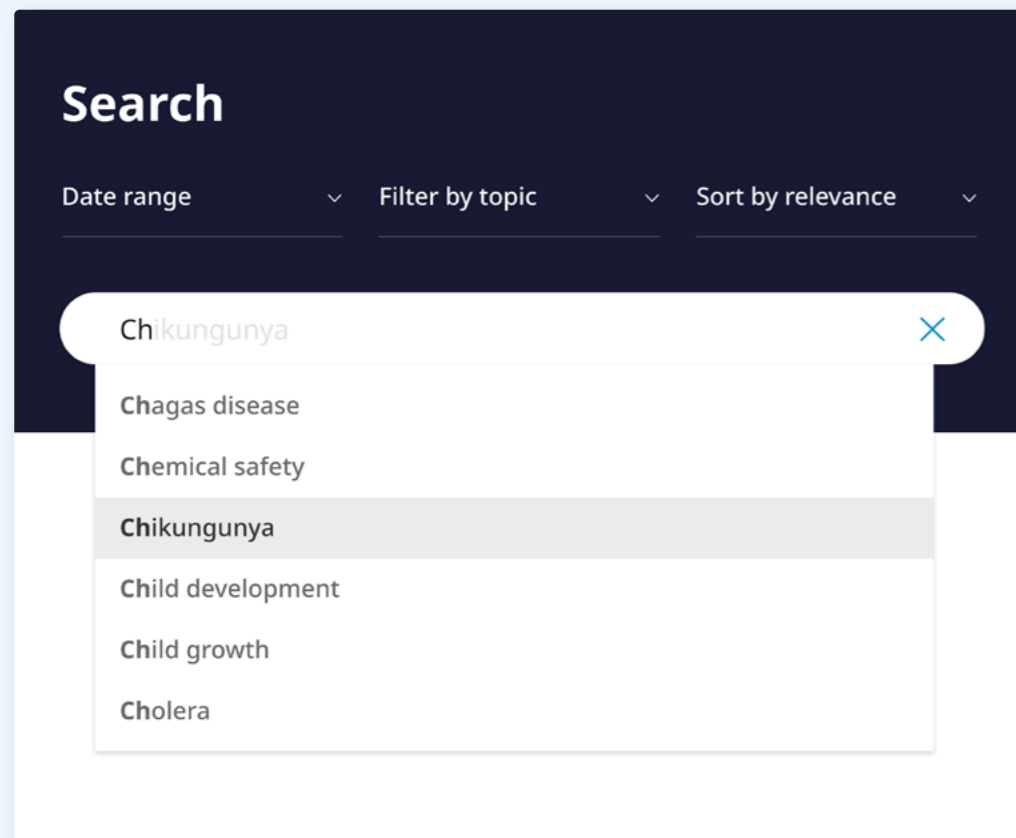 Search
Date range
Filter by topic
Sort by relevance
Chikungunya
Chagas disease
Chemical safety
Chikungunya
Child development
Child growth
Cholera